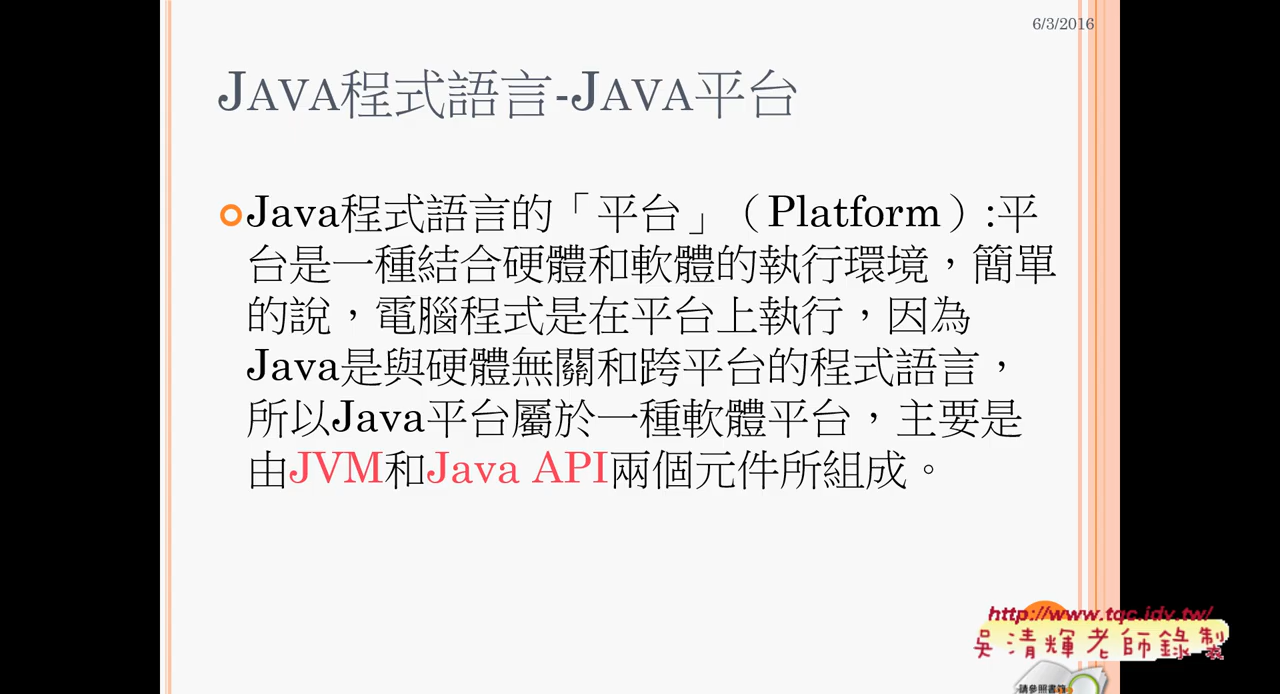 6/3/2016
JAVA程式語言-JAVA平台
Java程式語言的「平台」（Platform）:平
台是一種結合硬體和軟體的執行環境，簡單
的說，電腦程式是在平台上執行，因為
Java是與硬體無關和跨平台的程式語言，
所以Java平台屬於一種軟體平台，主要是
由JVM和Java API兩個元件所組成。
http://www.tqc.idv.tw/
吳清輝老師錄製